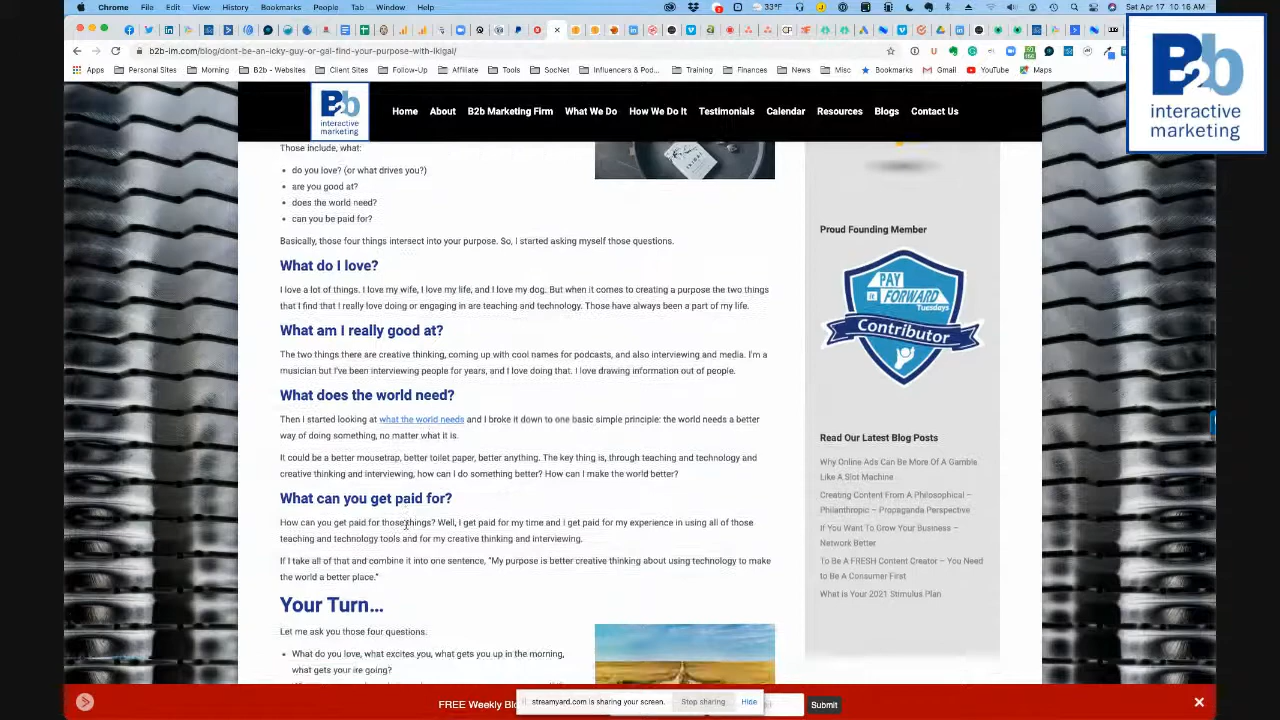 Edit
View
History
Bookmarks
People
Tab
Window
Help
33°F
Sat Apr 17 10:16 AM
b2b-im.com/blog/dont-be-an-icky-guy-or-gal-find-your-purpose-with-ikigai/
Apps
Personal Sites
Morning
B2b - Websites
Client Sites
Follow-Up
Affiliate
Tools
SocNet
Influencers & Pod...
Training
Finances
News
Misc
Bookmarks
Gmail
YouTube
Maps
B2b
interactive
marketing
B2b
interactive
marketing
Home
About
B2b Marketing Firm
What We Do
How We Do It
Testimonials
Calendar
Resources
Blogs
Contact Us
Those include, what:
do you love? (or what drives you?)
are you good at?
does the world need?
can you be paid for?
Basically, those four things intersect into your purpose. So, I started asking myself those questions.
What do I love?
I love a lot of things. I love my wife, I love my life, and I love my dog. But when it comes to creating a purpose the two things
that I find that I really love doing or engaging in are teaching and technology. Those have always been a part of my life.
What am I really good at?
The two things there are creative thinking, coming up with cool names for podcasts, and also interviewing and media. I'm a
musician but I've been interviewing people for years, and I love doing that. I love drawing information out of people.
What does the world need?
Then I started looking at what the world needs and I broke it down to one basic simple principle: the world needs a better
way of doing something, no matter what it is.
It could be a better mousetrap, better toilet paper, better anything. The key thing is, through teaching and technology and
creative thinking and interviewing, how can I do something better? How can I make the world better?
What can you get paid for?
How can you get paid for those things? Well, I get paid for my time and i get paid for my experience in using all of those
teaching and technology tools and for my creative thinking and interviewing.
If I take all of that and combine it into one sentence, "My purpose is better creative thinking about using technology to make
the world a better place."
Your Turn...
Let me ask you those four questions.
What do you love, what excites you, what gets you up in the morning,
what gets your ire going?
Proud Founding Member
PAY
IT FORWARD
Tuesdays
Contributor
Read Our Latest Blog Posts
Why Online Ads Can Be More Of A Gamble
Like A Slot Machine
Creating Content From A Philosophical –
Philanthropic – Propaganda Perspective
If You Want To Grow Your Business –
Network Better
To Be A FRESH Content Creator – You Need
to Be A Consumer First
What is Your 2021 Stimulus Plan
FREE Weekly Blo
streamyard.com is sharing your screen.
Stop sharing
Hide
Submit